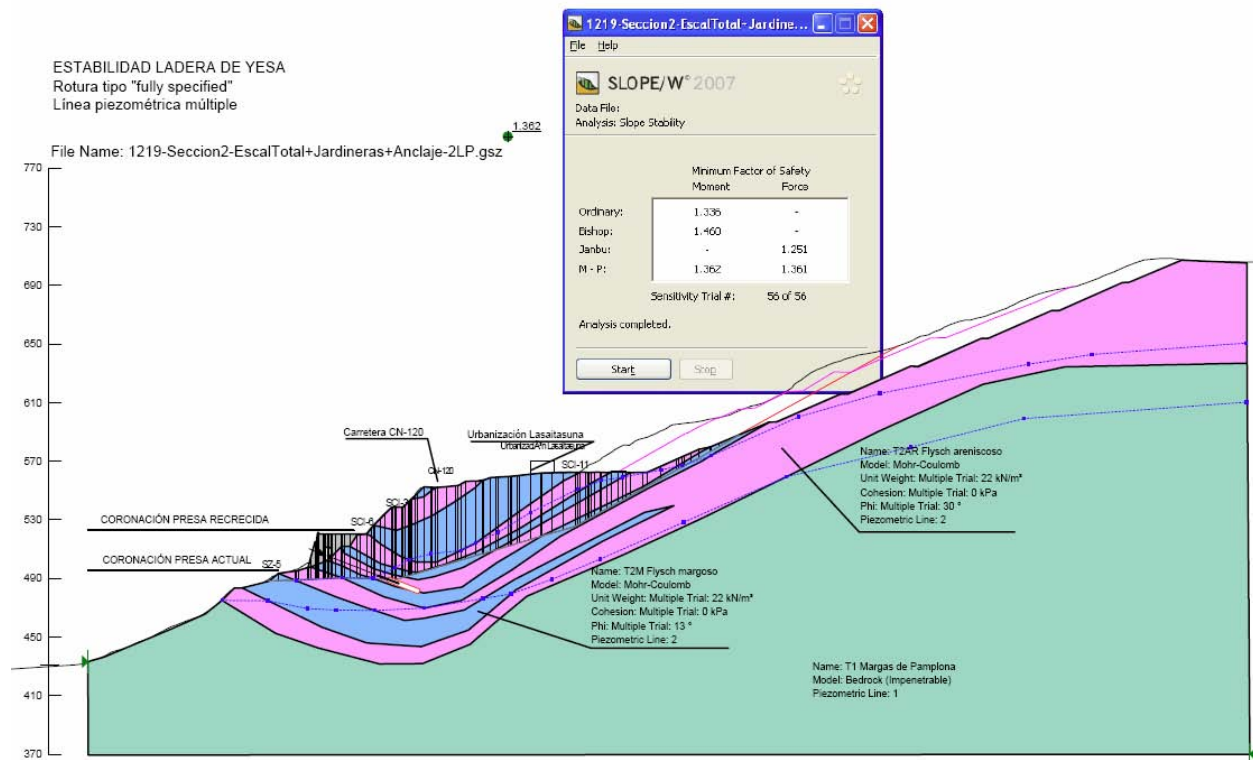 ESTABILIDAD LADERA DE YESA
Rotura tipo "fully specified"
Línea piezométrica múltiple
1.362
File Name: 1219-Seccion2-EscalTotal+Jardineras+Anclaje-2LP.gsz
1219-Seccion2-EscalTotal-Jardine...
File Help
SLOPE/W© 2007
Data File:
Analysis: Slope Stability
Minimum Factor of Safety
Moment Force
Ordinary: 1.336 -
Bishop: 1.460 -
Janbu: - 1.251
M - P: 1.362 1.361
Sensitivity Trial #: 56 of 56
Analysis completed.
Start Stop
770
730
690
650
610
570
530
490
450
410
370
Carretera CN-120
Urbanización Lasaitasuna
CN-120
SCI-11
SCI-6
SZ-5
CORONACIÓN PRESA RECRECIDA
CORONACIÓN PRESA ACTUAL
Name: T2AR Flysch areniscoso
Model: Mohr-Coulomb
Unit Weight: Multiple Trial: 22 kN/m³
Cohesion: Multiple Trial: 0 kPa
Phi: Multiple Trial: 30 °
Piezometric Line: 2
Name: T2M Flysch margoso
Model: Mohr-Coulomb
Unit Weight: Multiple Trial: 22 kN/m³
Cohesion: Multiple Trial: 0 kPa
Phi: Multiple Trial: 13 °
Piezometric Line: 2
Name: T1 Margas de Pamplona
Model: Bedrock (Impenetrable)
Piezometric Line: 1